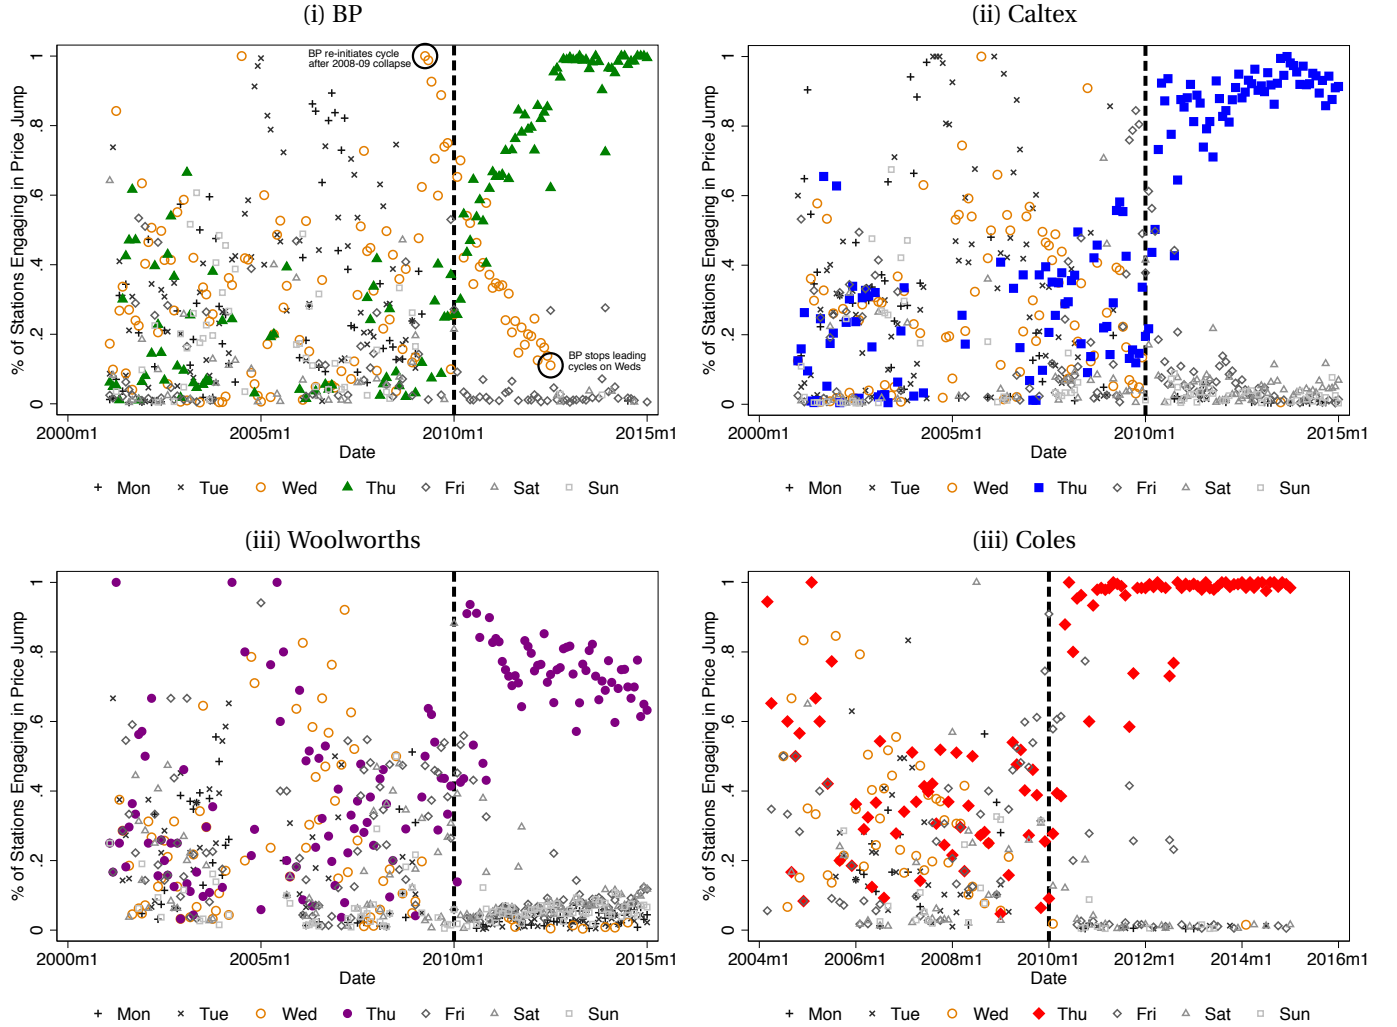 (i) BP
% of Stations Engaging in Price Jump
1
.8
.6
.4
.2
0
BP re-initiates cycle
after 2008-09 collapse
BP stops leading
cycles on Weds
2000m1 2005m1 2010m1 2015m1
Date
Mon Tue Wed Thu Fri Sat Sun
(ii) Caltex
% of Stations Engaging in Price Jump
1
.8
.6
.4
.2
0
2000m1 2005m1 2010m1 2015m1
Date
Mon Tue Wed Thu Fri Sat Sun
(iii) Woolworths
% of Stations Engaging in Price Jump
1
.8
.6
.4
.2
0
2000m1 2005m1 2010m1 2015m1
Date
Mon Tue Wed Thu Fri Sat Sun
(iii) Coles
% of Stations Engaging in Price Jump
1
.8
.6
.4
.2
0
2004m1 2006m1 2008m1 2010m1 2012m1 2014m1 2016m1
Date
Mon Tue Wed Thu Fri Sat Sun